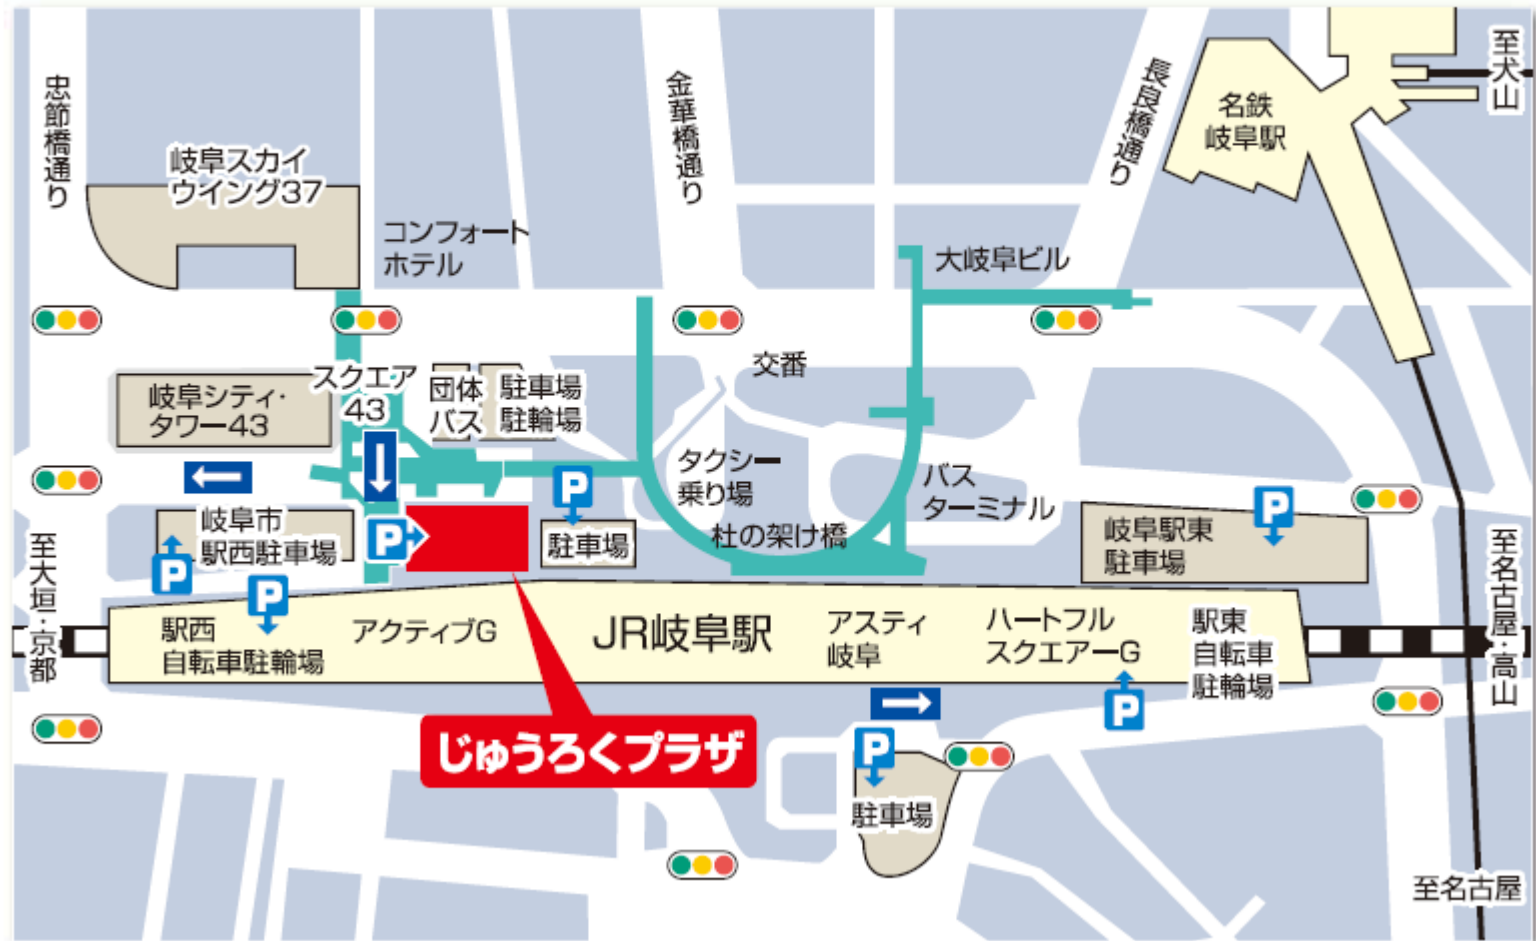 忠節橋通り
金華橋通り
長良橋通り
至犬山
名鉄
岐阜駅
岐阜スカイ
ウイング37
コンフォート
ホテル
大岐阜ビル
交番
岐阜シティ・
タワー43
スクエア
43
団体
バス
駐車場
駐輪場
タクシー
乗り場
バス
ターミナル
杜の架け橋
岐阜市
駅西駐車場
P
P
P
P
駐車場
P
岐阜駅東
駐車場
至大垣・京都
至名古屋・高山
駅西
自転車駐輪場
アクティブG
JR岐阜駅
アスティ
岐阜
ハートフル
スクエアーG
駅東
自転車
駐輪場
P
じゅうろくプラザ
P
駐車場
至名古屋